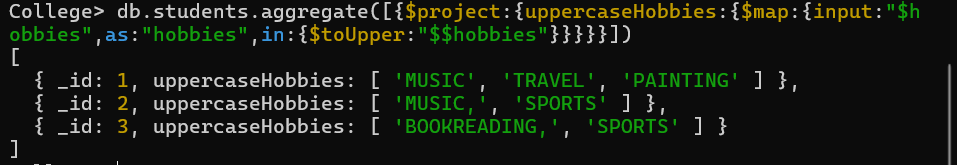 College> db.students.aggregate([{$project:{uppercaseHobbies:{$map:{input:"$h
obbies",as:"hobbies",in:{$toUpper:"$$hobbies"}}}}}])
[
  { _id: 1, uppercaseHobbies: [ 'MUSIC', 'TRAVEL', 'PAINTING' ] },
  { _id: 2, uppercaseHobbies: [ 'MUSIC,', 'SPORTS' ] },
  { _id: 3, uppercaseHobbies: [ 'BOOKREADING,', 'SPORTS' ] }
]